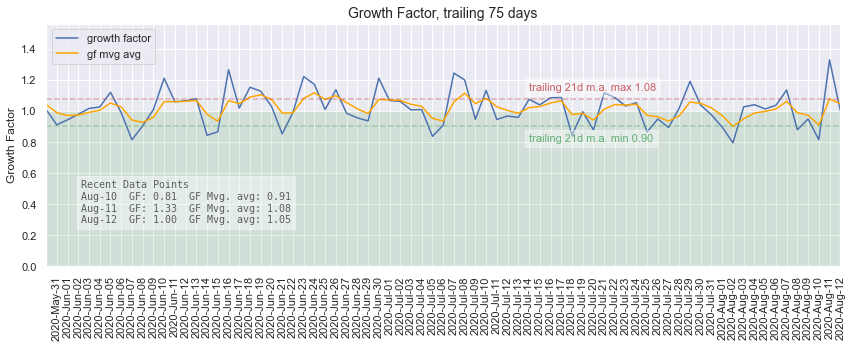 Growth Factor, trailing 75 days
growth factor
gf mvg avg
Growth Factor
1.4
1.2
1.0
0.8
0.6
0.4
0.2
0.0
trailing 21d m.a. max 1.08
trailing 21d m.a. min 0.90
Recent Data Points
Aug-10 GF: 0.81 GF Mvg. avg: 0.91
Aug-11 GF: 1.33 GF Mvg. avg: 1.08
Aug-12 GF: 1.00 GF Mvg. avg: 1.05
2020-May-31
2020-Jun-01
2020-Jun-02
2020-Jun-03
2020-Jun-04
2020-Jun-05
2020-Jun-06
2020-Jun-07
2020-Jun-08
2020-Jun-09
2020-Jun-10
2020-Jun-11
2020-Jun-12
2020-Jun-13
2020-Jun-14
2020-Jun-15
2020-Jun-16
2020-Jun-17
2020-Jun-18
2020-Jun-19
2020-Jun-20
2020-Jun-21
2020-Jun-22
2020-Jun-23
2020-Jun-24
2020-Jun-25
2020-Jun-26
2020-Jun-27
2020-Jun-28
2020-Jun-29
2020-Jun-30
2020-Jul-01
2020-Jul-02
2020-Jul-03
2020-Jul-04
2020-Jul-05
2020-Jul-06
2020-Jul-07
2020-Jul-08
2020-Jul-09
2020-Jul-10
2020-Jul-11
2020-Jul-12
2020-Jul-13
2020-Jul-14
2020-Jul-15
2020-Jul-16
2020-Jul-17
2020-Jul-18
2020-Jul-19
2020-Jul-20
2020-Jul-21
2020-Jul-22
2020-Jul-23
2020-Jul-24
2020-Jul-25
2020-Jul-26
2020-Jul-27
2020-Jul-28
2020-Jul-29
2020-Jul-30
2020-Jul-31
2020-Aug-01
2020-Aug-02
2020-Aug-03
2020-Aug-04
2020-Aug-05
2020-Aug-06
2020-Aug-07
2020-Aug-08
2020-Aug-09
2020-Aug-10
2020-Aug-11
2020-Aug-12